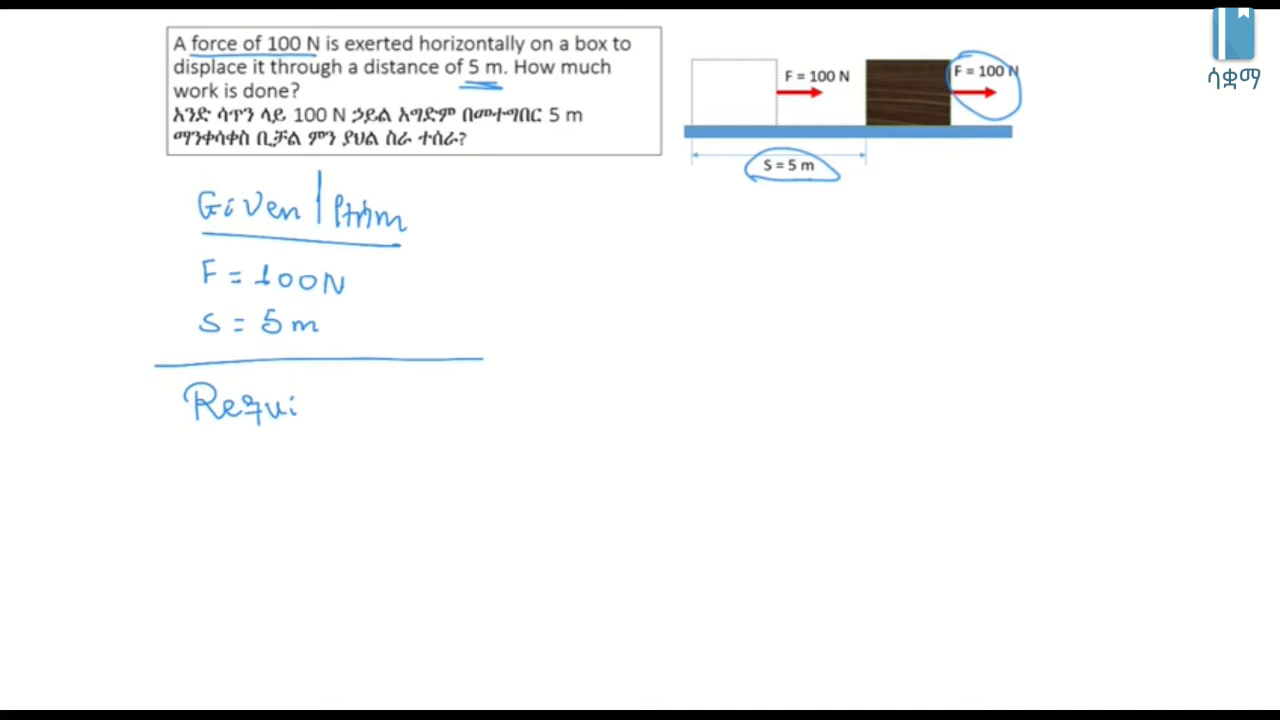 A force of 100 N is exerted horizontally on a box to
displace it through a distance of 5 m. How much
work is done?
አንድ ሳጥን ላይ 100 N ኃይል አግድም በመተግበር 5 m
ማንቀሳቀስ ቢቻል ምን ያህል ስራ ተሰራ?
F = 100 N
F = 100 N
S = 5 m
ሳቋማ
Given | የተሰጠ
F = 100N
S = 5m
Requi